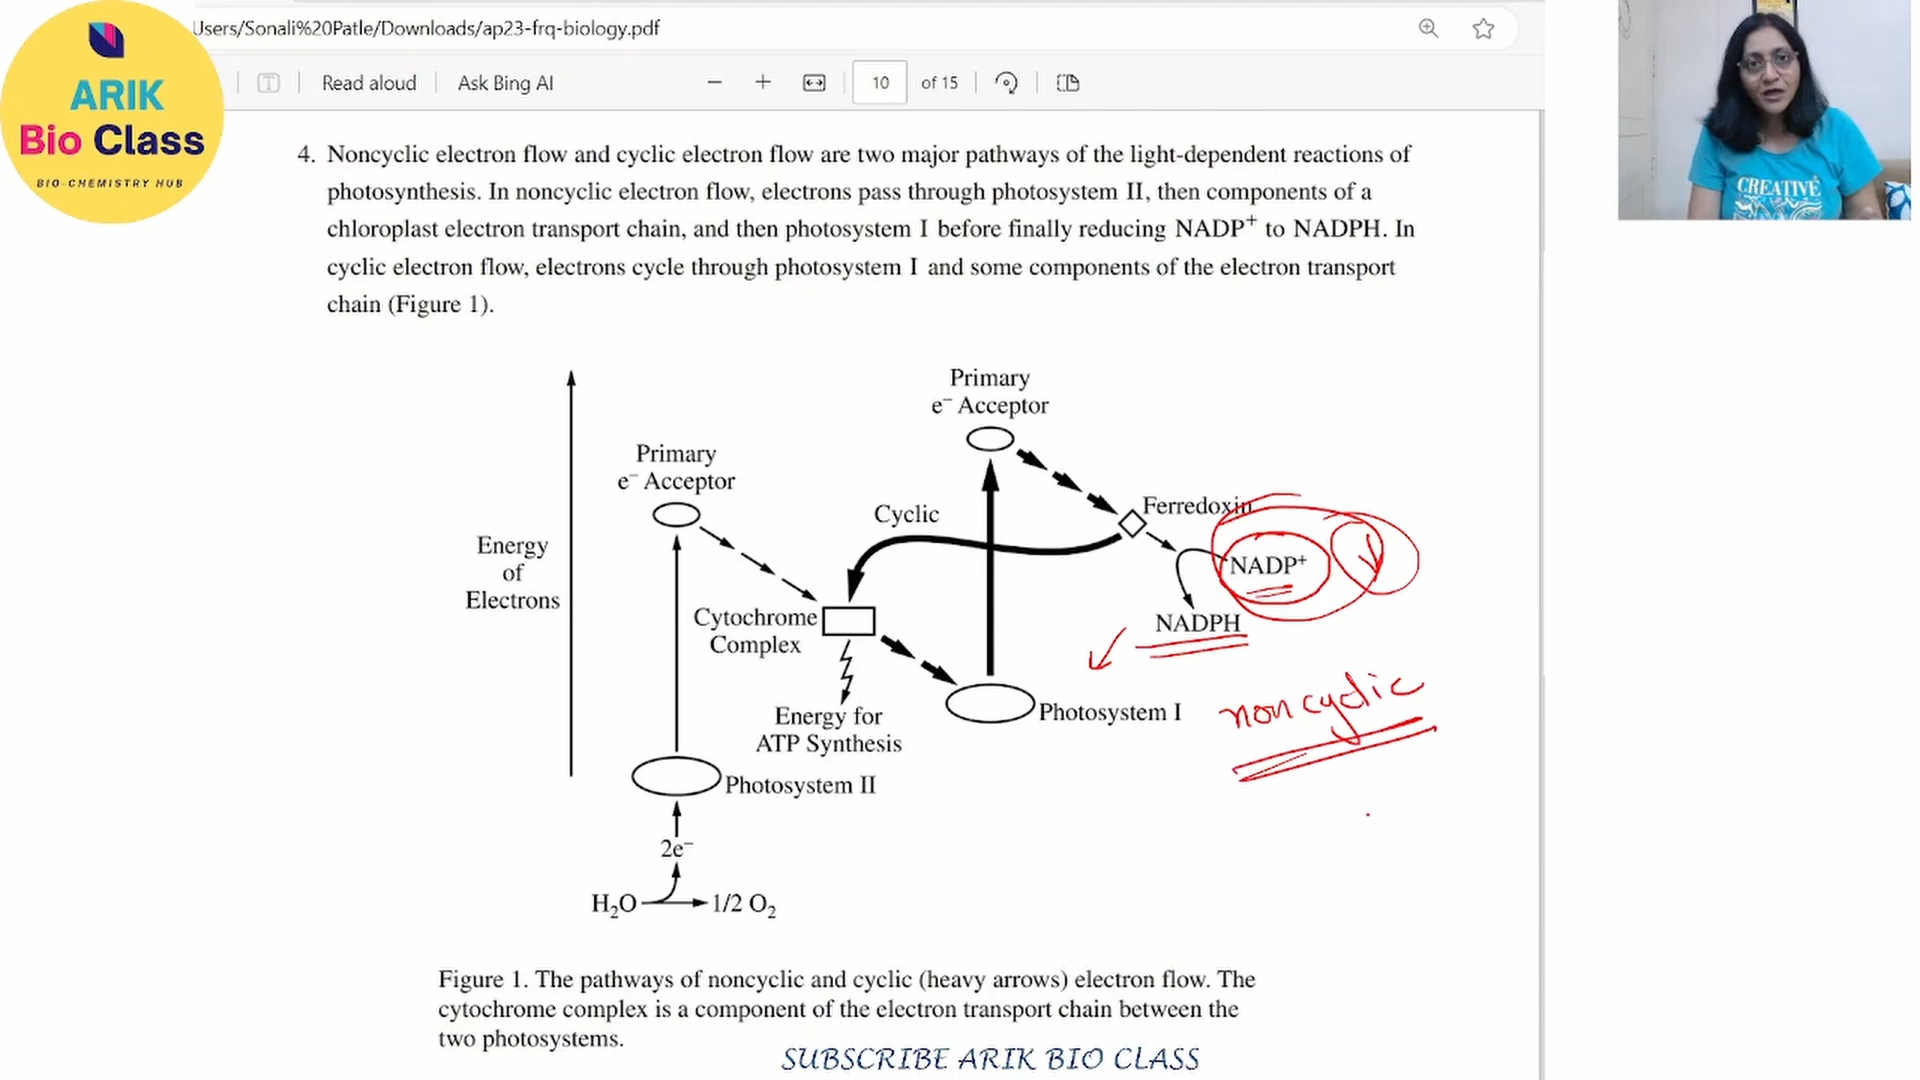 Users/Sonali%20Patle/Downloads/ap23-frq-biology.pdf
Read aloud
Ask Bing AI
10
of 15
ARIK
Bio Class
BIO-CHEMISTRY HUB
CREATIVE
4. Noncyclic electron flow and cyclic electron flow are two major pathways of the light-dependent reactions of
photosynthesis. In noncyclic electron flow, electrons pass through photosystem II, then components of a
chloroplast electron transport chain, and then photosystem I before finally reducing NADP⁺ to NADPH. In
cyclic electron flow, electrons cycle through photosystem I and some components of the electron transport
chain (Figure 1).
Primary
e⁻ Acceptor
Primary
e⁻ Acceptor
Cyclic
Ferredoxin
Energy
of
Electrons
NADP⁺
NADPH
Cytochrome
Complex
Energy for
ATP Synthesis
Photosystem I
noncyclic
Photosystem II
2e⁻
H₂O
1/2 O₂
Figure 1. The pathways of noncyclic and cyclic (heavy arrows) electron flow. The
cytochrome complex is a component of the electron transport chain between the
two photosystems.
SUBSCRIBE ARIK BIO CLASS